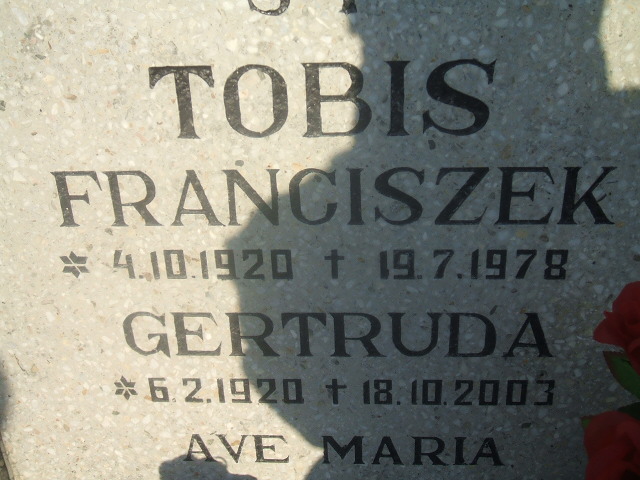 TOBIS
FRANCISZEK
* 4.10.1920 † 19.7.1978
GERTRUDA
* 6.2.1920 † 18.10.2003
AVE MARIA